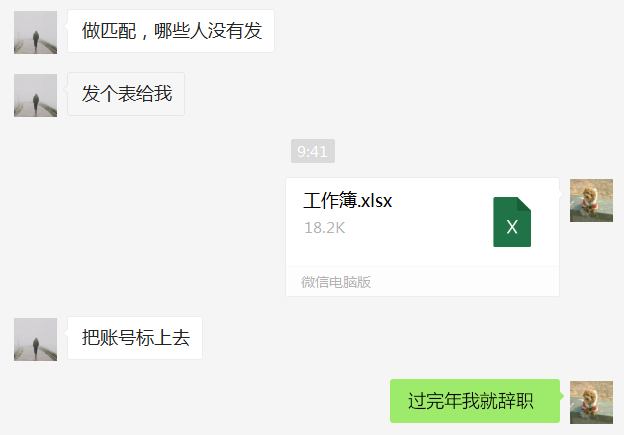 做匹配，哪些人没有发
发个表给我
9:41
工作簿.xlsx
18.2K
X
微信电脑版
把账号标上去
过完年我就辞职